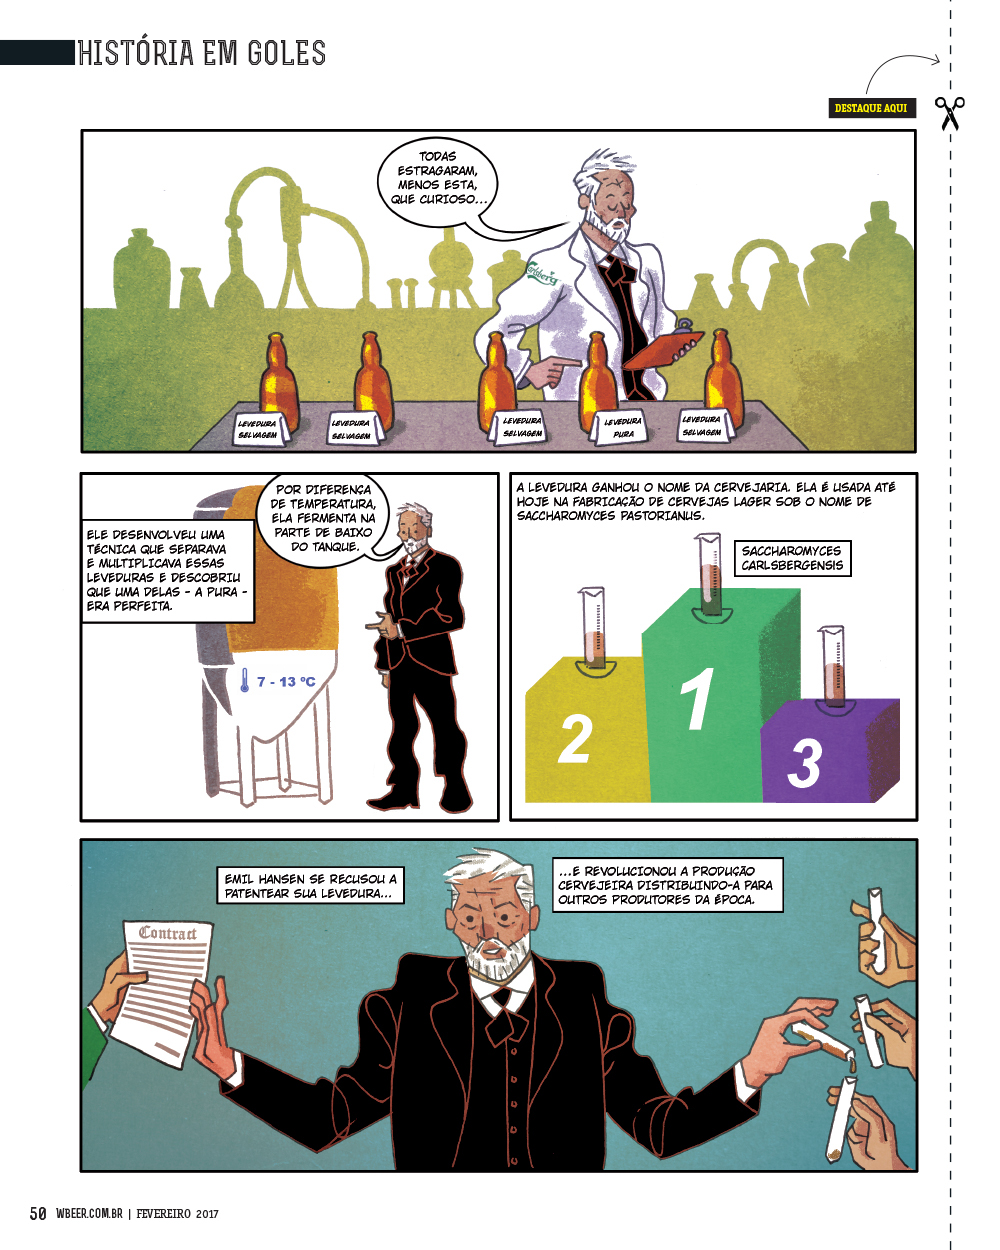 HISTÓRIA EM GOLES
DESTAQUE AQUI
TODAS
ESTRAGARAM,
MENOS ESTA,
QUE CURIOSO...
Carlsberg
LEVEDURA
SELVAGEM
LEVEDURA
SELVAGEM
LEVEDURA
SELVAGEM
LEVEDURA
PURA
LEVEDURA
SELVAGEM
ELE DESENVOLVEU UMA
TÉCNICA QUE SEPARAVA
E MULTIPLICAVA ESSAS
LEVEDURAS E DESCOBRIU
QUE UMA DELAS - A PURA -
ERA PERFEITA.
POR DIFERENÇA
DE TEMPERATURA,
ELA FERMENTA NA
PARTE DE BAIXO
DO TANQUE.
7 - 13 ºC
A LEVEDURA GANHOU O NOME DA CERVEJARIA. ELA É USADA ATÉ
HOJE NA FABRICAÇÃO DE CERVEJAS LAGER SOB O NOME DE
SACCHAROMYCES PASTORIANUS.
SACCHAROMYCES
CARLSBERGENSIS
2
1
3
EMIL HANSEN SE RECUSOU A
PATENTEAR SUA LEVEDURA...
...E REVOLUCIONOU A PRODUÇÃO
CERVEJEIRA DISTRIBUINDO-A PARA
OUTROS PRODUTORES DA ÉPOCA.
Contract
50 WBEER.COM.BR | FEVEREIRO 2017